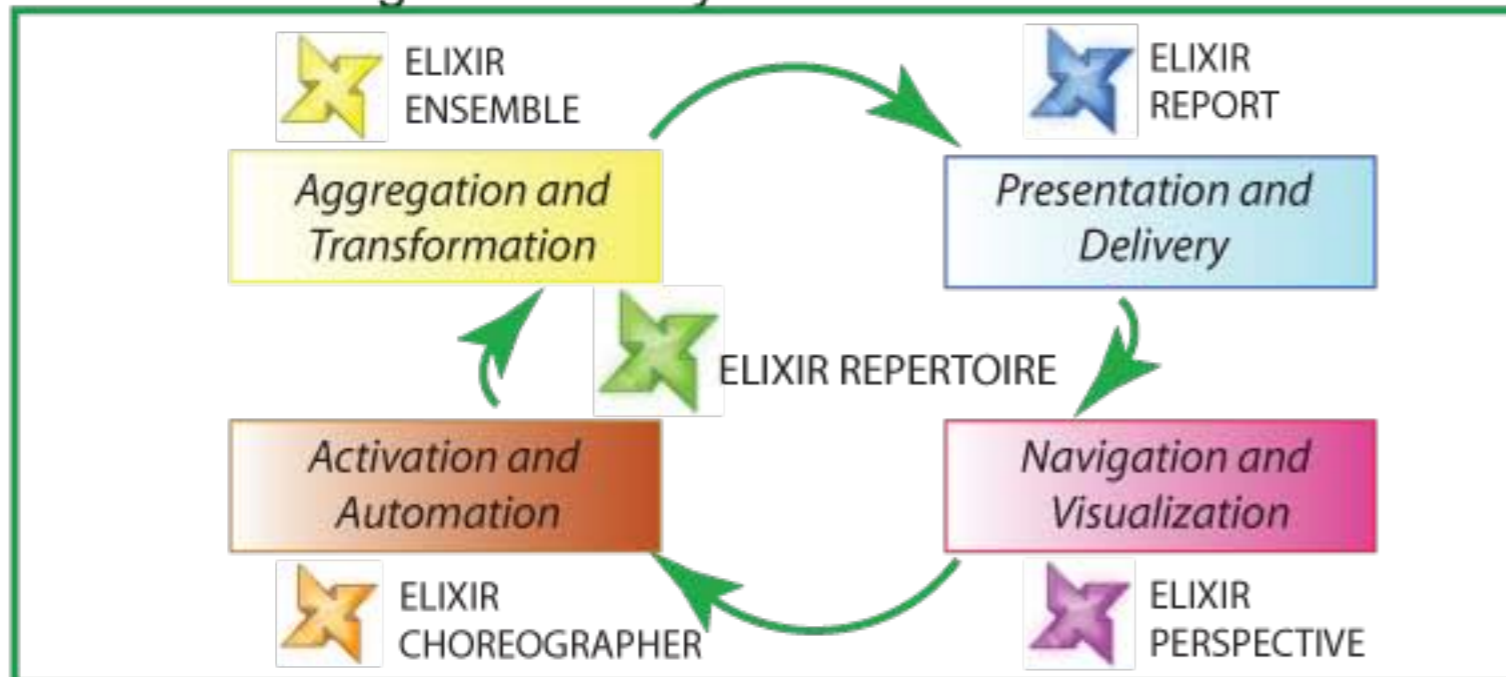 ELIXIR
ENSEMBLE
Aggregation and
Transformation
ELIXIR
REPORT
Presentation and
Delivery
ELIXIR REPERTOIRE
Activation and
Automation
ELIXIR
CHOREOGRAPHER
Navigation and
Visualization
ELIXIR
PERSPECTIVE